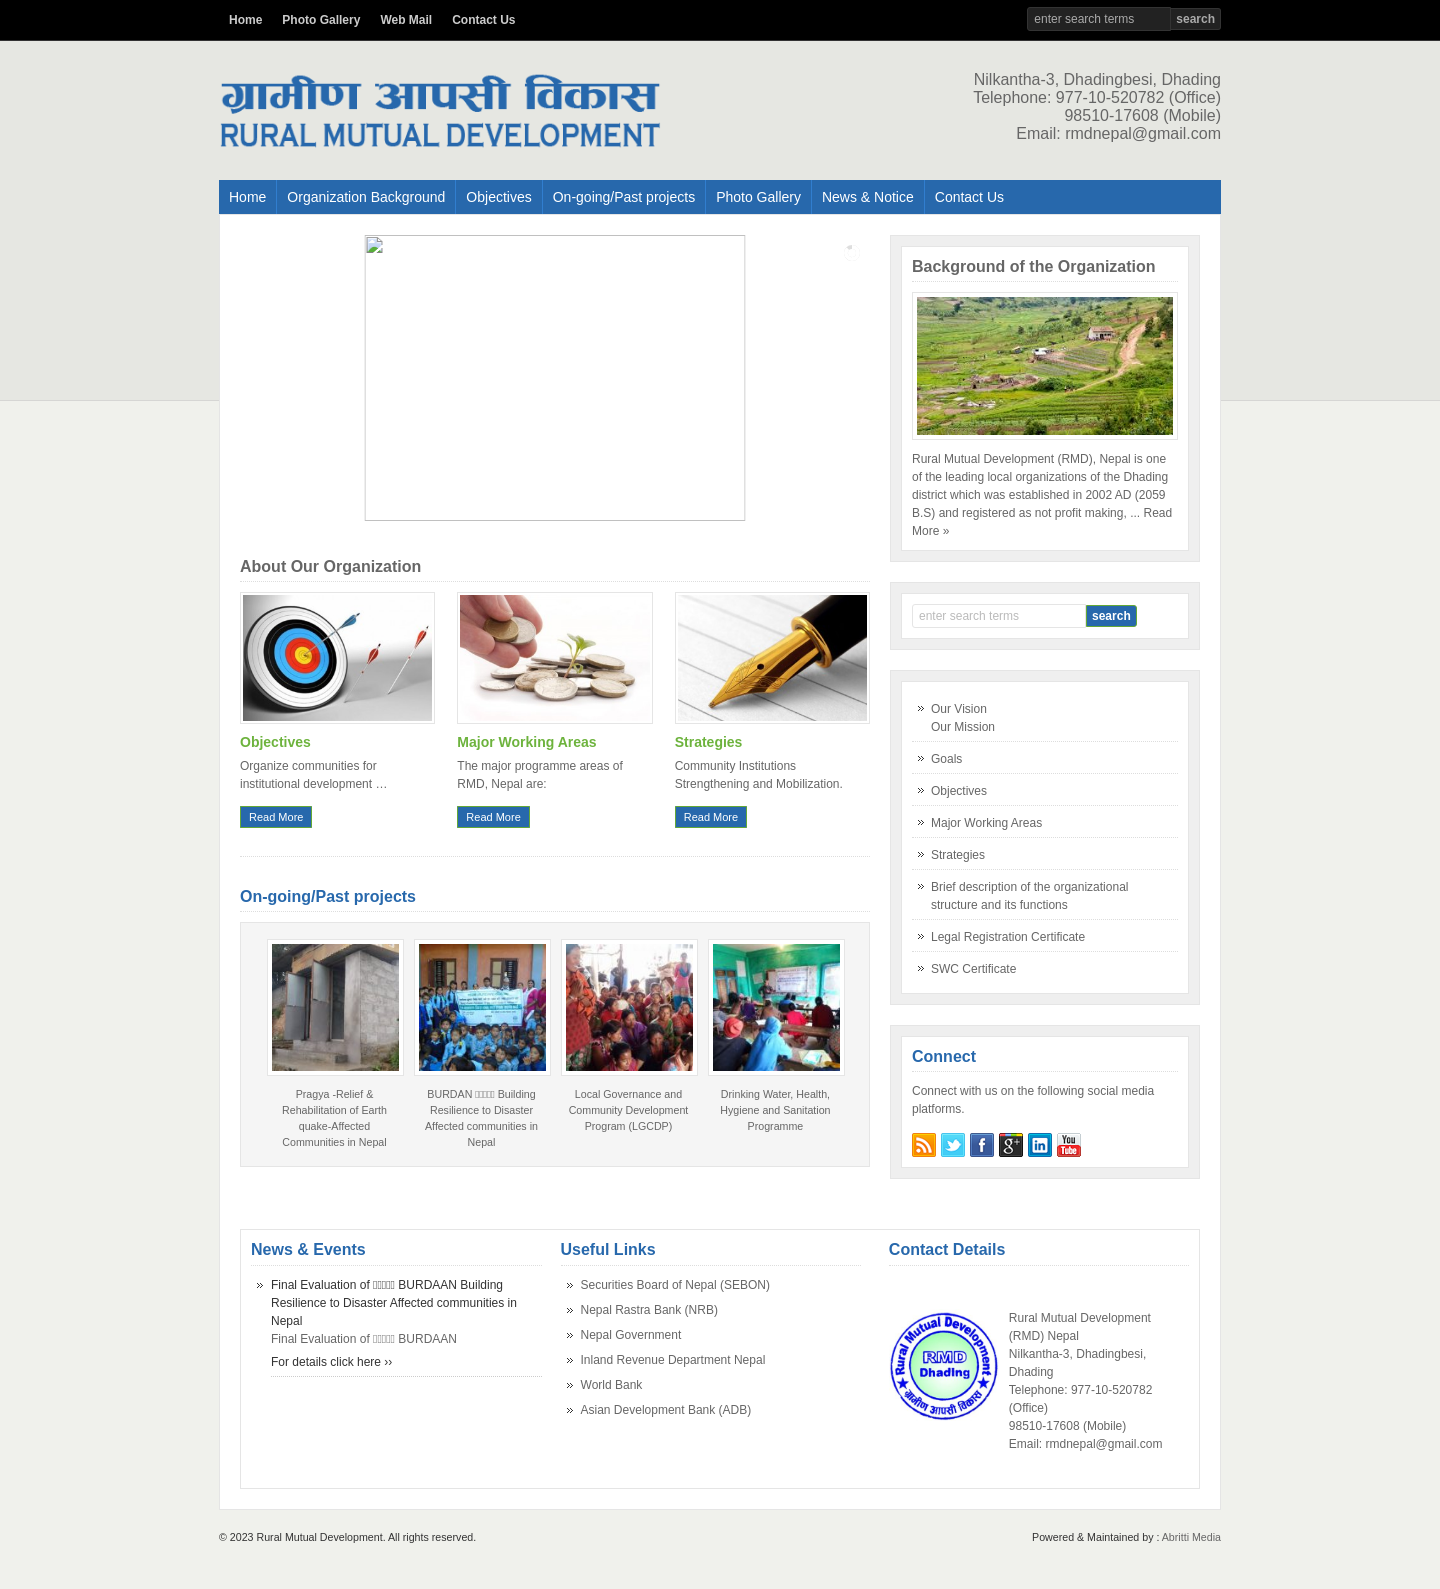 Home Photo Gallery Web Mail Contact Us
enter search terms search
ग्रामीण आपसी विकास
RURAL MUTUAL DEVELOPMENT
Nilkantha-3, Dhadingbesi, Dhading
Telephone: 977-10-520782 (Office)
98510-17608 (Mobile)
Email: rmdnepal@gmail.com
Home Organization Background Objectives On-going/Past projects Photo Gallery News & Notice Contact Us
Background of the Organization
Rural Mutual Development (RMD), Nepal is one
of the leading local organizations of the Dhading
district which was established in 2002 AD (2059
B.S) and registered as not profit making, ... Read
More »
enter search terms search
Our Vision
Our Mission
Goals
Objectives
Major Working Areas
Strategies
Brief description of the organizational
structure and its functions
Legal Registration Certificate
SWC Certificate
Connect
Connect with us on the following social media
platforms.
You
Tube
About Our Organization
Objectives
Organize communities for
institutional development …
Read More
Major Working Areas
The major programme areas of
RMD, Nepal are:
Read More
Strategies
Community Institutions
Strengthening and Mobilization.
Read More
On-going/Past projects
Pragya -Relief &
Rehabilitation of Earth
quake-Affected
Communities in Nepal
BURDAN Building
Resilience to Disaster
Affected communities in
Nepal
Local Governance and
Community Development
Program (LGCDP)
Drinking Water, Health,
Hygiene and Sanitation
Programme
News & Events
Final Evaluation of BURDAAN Building
Resilience to Disaster Affected communities in
Nepal
Final Evaluation of BURDAAN
For details click here ››
Useful Links
Securities Board of Nepal (SEBON)
Nepal Rastra Bank (NRB)
Nepal Government
Inland Revenue Department Nepal
World Bank
Asian Development Bank (ADB)
Contact Details
Rural Mutual Development
RMD
Dhading
ग्रामीण आपसी विकास
Rural Mutual Development
(RMD) Nepal
Nilkantha-3, Dhadingbesi,
Dhading
Telephone: 977-10-520782
(Office)
98510-17608 (Mobile)
Email: rmdnepal@gmail.com
© 2023 Rural Mutual Development. All rights reserved.
Powered & Maintained by : Abritti Media